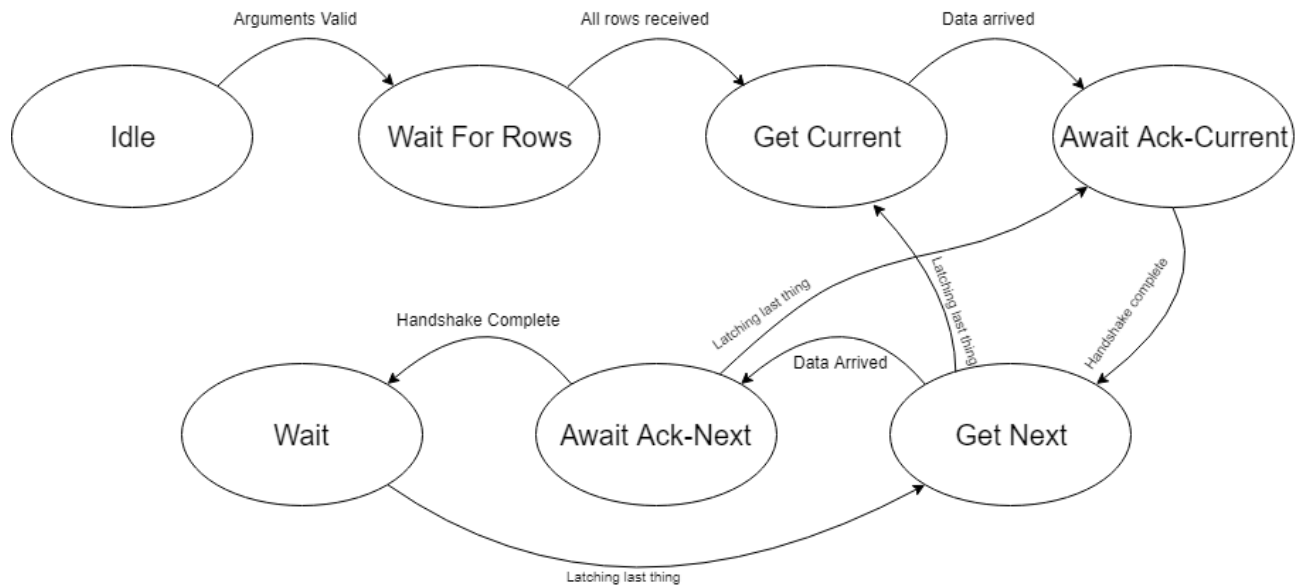 Arguments Valid
All rows received
Data arrived
Idle
Wait For Rows
Get Current
Await Ack-Current
Latching last thing
Latching last thing
Handshake complete
Handshake Complete
Data Arrived
Wait
Await Ack-Next
Get Next
Latching last thing